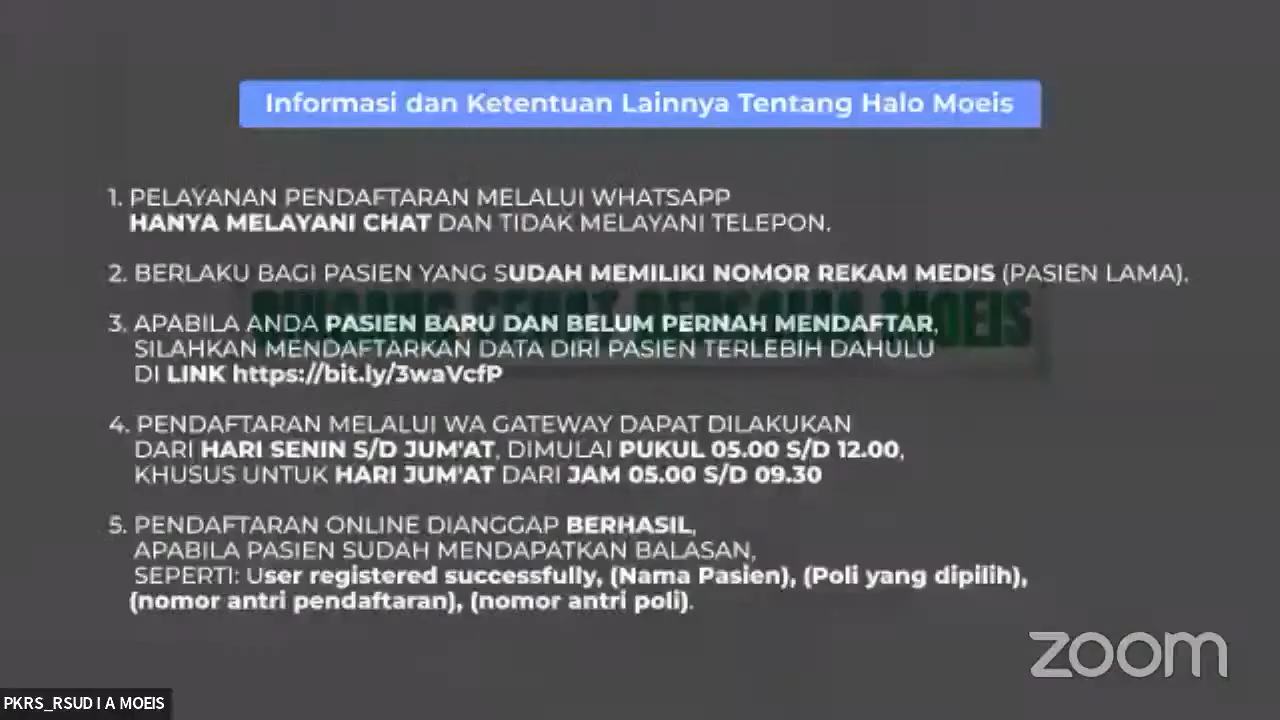 Informasi dan Ketentuan Lainnya Tentang Halo Moeis
1. PELAYANAN PENDAFTARAN MELALUI WHATSAPP
HANYA MELAYANI CHAT DAN TIDAK MELAYANI TELEPON.
2. BERLAKU BAGI PASIEN YANG SUDAH MEMILIKI NOMOR REKAM MEDIS (PASIEN LAMA).
3. APABILA ANDA PASIEN BARU DAN BELUM PERNAH MENDAFTAR,
SILAHKAN MENDAFTARKAN DATA DIRI PASIEN TERLEBIH DAHULU
DI LINK https://bit.ly/3waVcfP
4. PENDAFTARAN MELALUI WA GATEWAY DAPAT DILAKUKAN
DARI HARI SENIN S/D JUM'AT, DIMULAI PUKUL 05.00 S/D 12.00,
KHUSUS UNTUK HARI JUM'AT DARI JAM 05.00 S/D 09.30
5. PENDAFTARAN ONLINE DIANGGAP BERHASIL,
APABILA PASIEN SUDAH MENDAPATKAN BALASAN,
SEPERTI: User registered successfully, (Nama Pasien), (Poli yang dipilih),
(nomor antri pendaftaran), (nomor antri poli).
zoom
PKRS_RSUD I A MOEIS